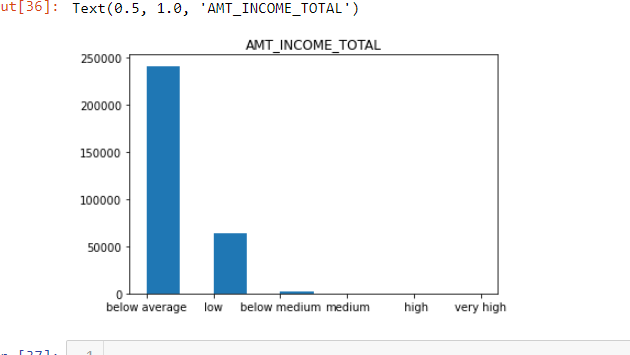 ut[36]: Text(0.5, 1.0, 'AMT_INCOME_TOTAL')
AMT_INCOME_TOTAL
250000
200000
150000
100000
50000
0
below average low below medium medium high very high
n [37]: 1